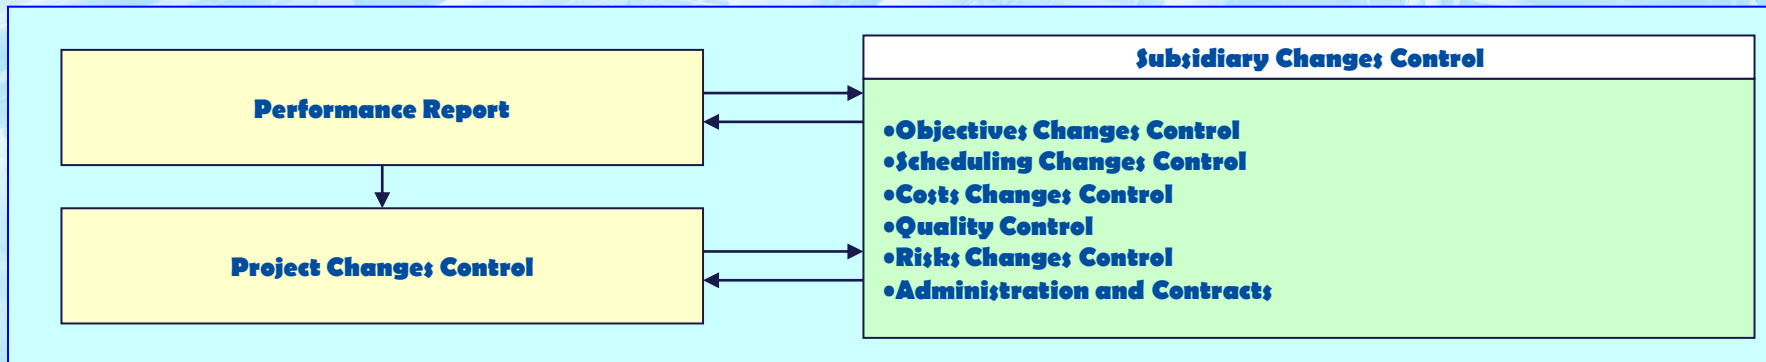 Performance Report
Project Changes Control
Subsidiary Changes Control
•Objectives Changes Control
•Scheduling Changes Control
•Costs Changes Control
•Quality Control
•Risks Changes Control
•Administration and Contracts